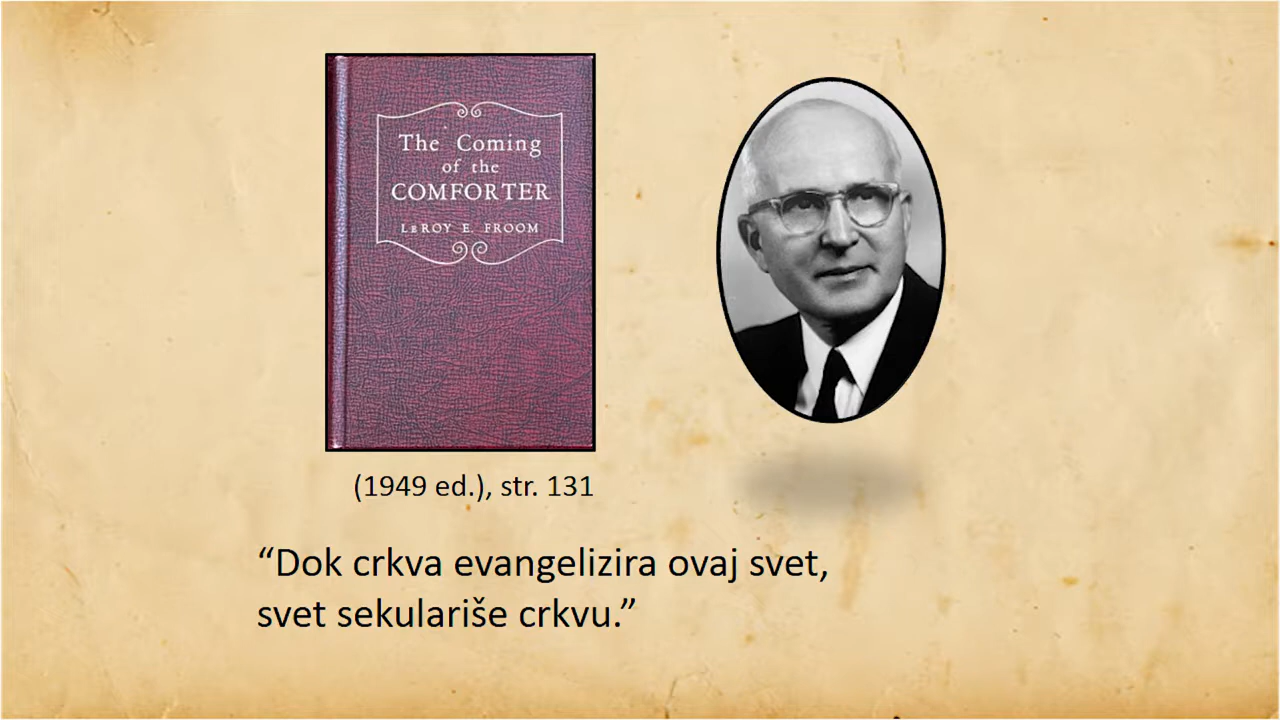 The Coming
of the
COMFORTER
LEROY E. FROOM
(1949 ed.), str. 131
“Dok crkva evangelizira ovaj svet,
svet sekulariše crkvu.”